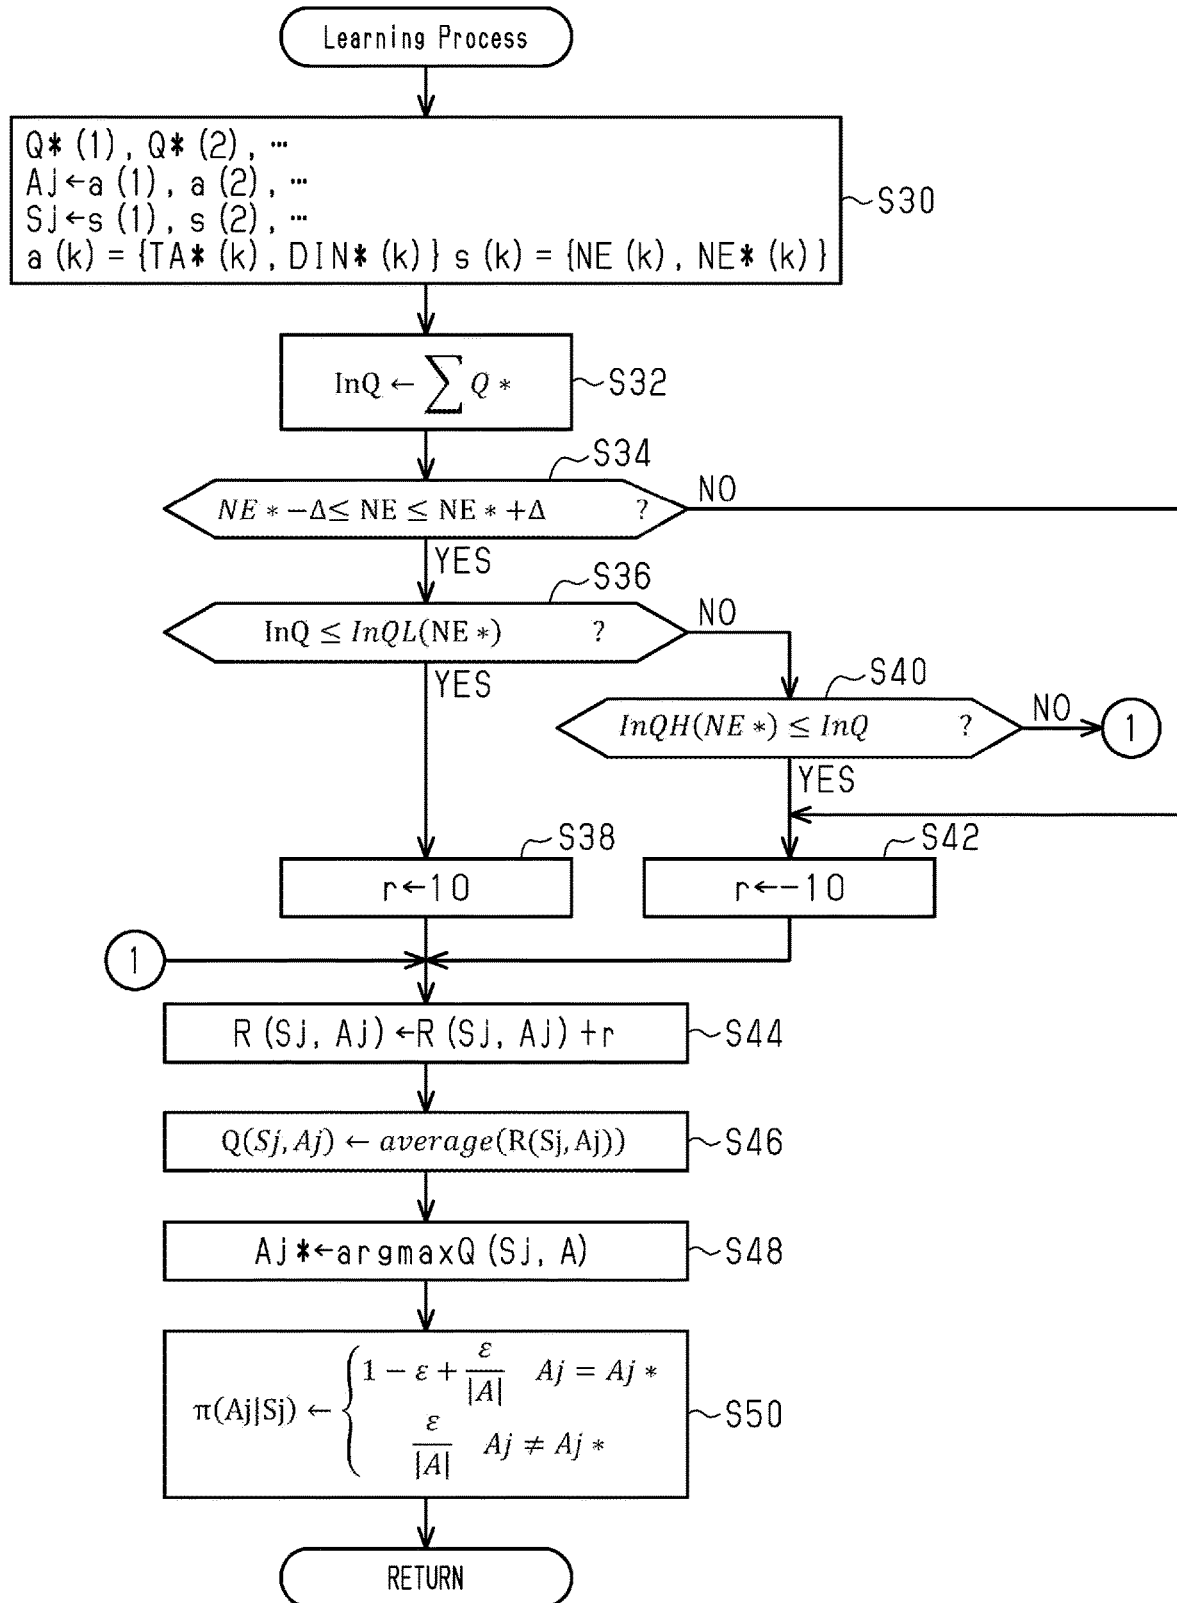 Learning Process
Q*(1), Q*(2), …
Aj←a(1), a(2), …
Sj←s(1), s(2), …
a(k)={TA*(k), DIN*(k)} s(k)={NE(k), NE*(k)}
S30
InQ ← ∑ Q *
S32
S34
NE * −Δ≤ NE ≤ NE * +Δ ?
NO
YES
S36
InQ ≤ InQL(NE *) ?
NO
YES
S40
InQH(NE *) ≤ InQ ?
NO
1
YES
S38
r←10
S42
r←-10
1
R(Sj, Aj)←R(Sj, Aj)+r
S44
Q(Sj, Aj) ← average(R(Sj,Aj))
S46
Aj*←argmaxQ(Sj, A)
S48
π(Aj|Sj) ← { 1 − ε + ε/|A| Aj = Aj *
ε/|A| Aj ≠ Aj *
S50
RETURN